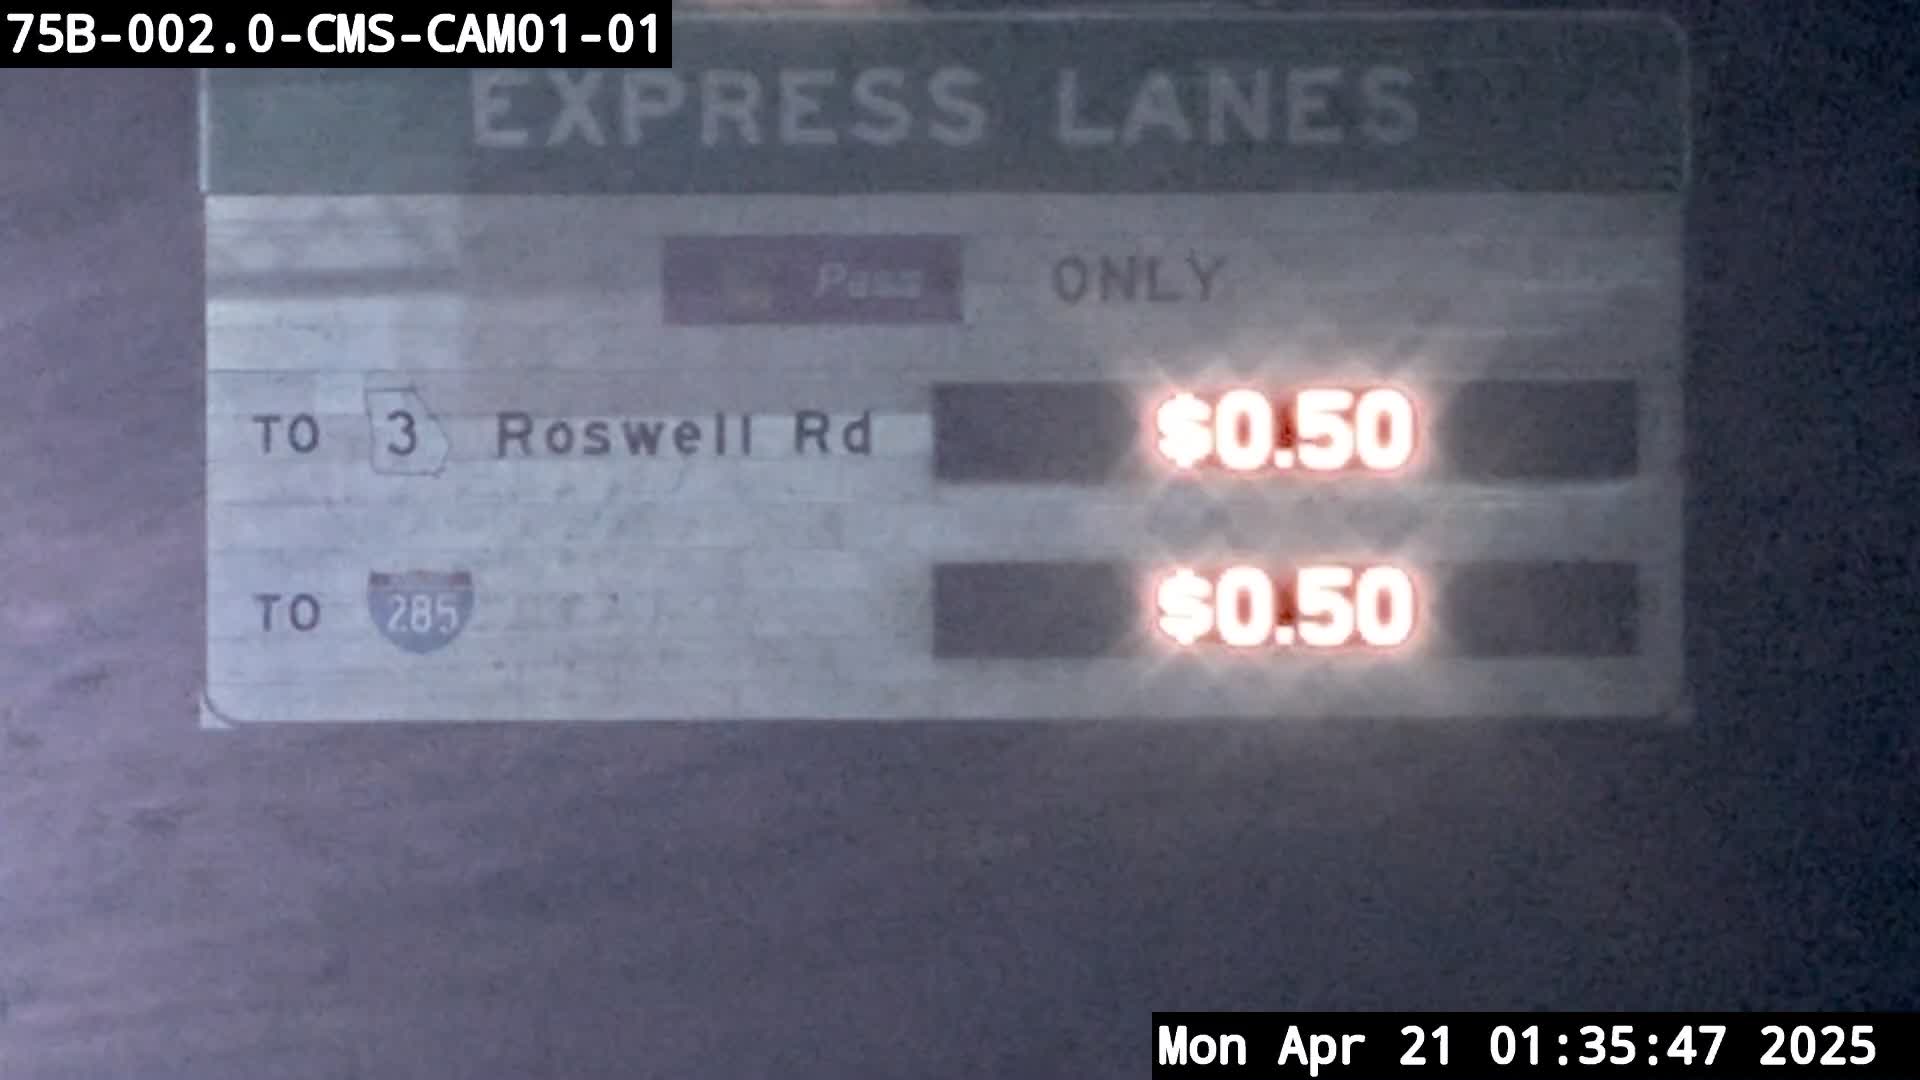 75B-002.0-CMS-CAM01-01
EXPRESS LANES
Pass ONLY
TO 3 Roswell Rd $0.50
TO 285 $0.50
Mon Apr 21 01:35:47 2025